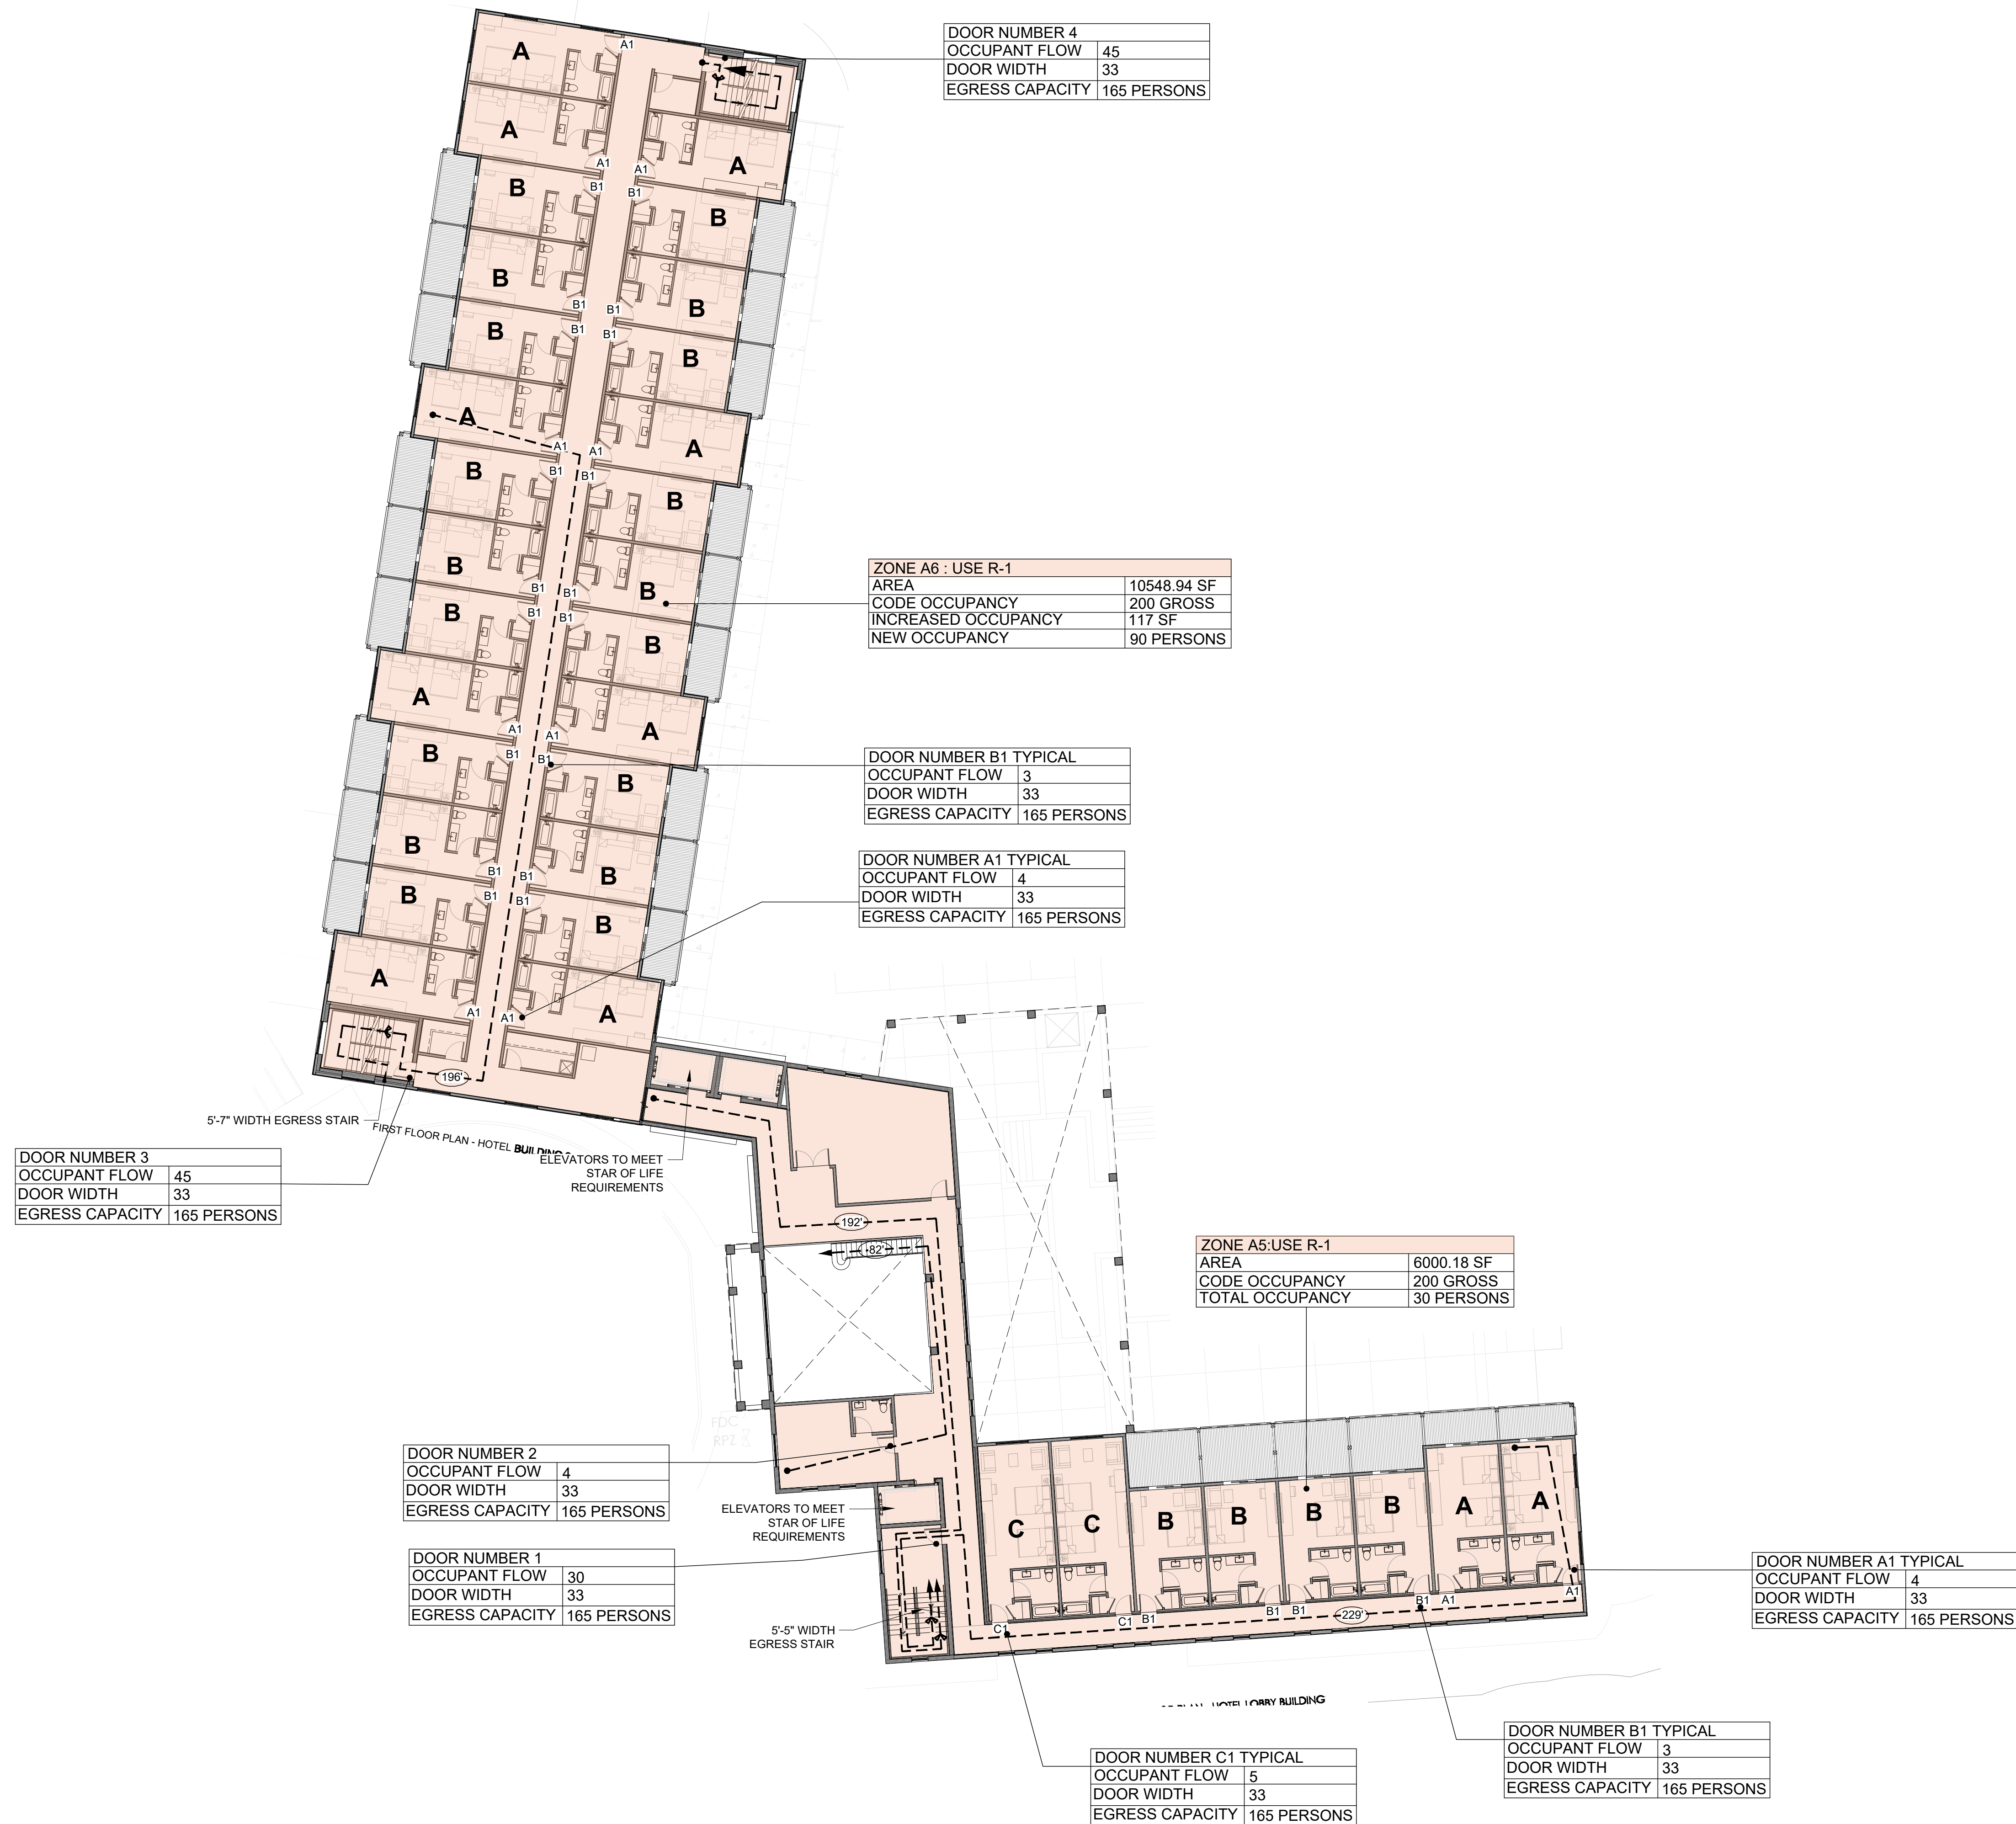 DOOR NUMBER 4
OCCUPANT FLOW 45
DOOR WIDTH 33
EGRESS CAPACITY 165 PERSONS
A A1
A A1 A1 A
B B1 B1 B
B B1 B1 B
B B1 B1 B
A A1 A1 A
B B1 B1 B
B B1 B1 B
B B1 B1 B
A A1 A1 A
B B1 B1 B
B B1 B1 B
B B1 B1 B
A A1 A1 A
ZONE A6 : USE R-1
AREA 10548.94 SF
CODE OCCUPANCY 200 GROSS
INCREASED OCCUPANCY 117 SF
NEW OCCUPANCY 90 PERSONS
DOOR NUMBER B1 TYPICAL
OCCUPANT FLOW 3
DOOR WIDTH 33
EGRESS CAPACITY 165 PERSONS
DOOR NUMBER A1 TYPICAL
OCCUPANT FLOW 4
DOOR WIDTH 33
EGRESS CAPACITY 165 PERSONS
196'
5'-7" WIDTH EGRESS STAIR
FIRST FLOOR PLAN - HOTEL BUILDING
DOOR NUMBER 3
OCCUPANT FLOW 45
DOOR WIDTH 33
EGRESS CAPACITY 165 PERSONS
ELEVATORS TO MEET
STAR OF LIFE
REQUIREMENTS
192'
82'
ZONE A5:USE R-1
AREA 6000.18 SF
CODE OCCUPANCY 200 GROSS
TOTAL OCCUPANCY 30 PERSONS
FDC
RPZ
DOOR NUMBER 2
OCCUPANT FLOW 4
DOOR WIDTH 33
EGRESS CAPACITY 165 PERSONS
ELEVATORS TO MEET
STAR OF LIFE
REQUIREMENTS
DOOR NUMBER 1
OCCUPANT FLOW 30
DOOR WIDTH 33
EGRESS CAPACITY 165 PERSONS
5'-5" WIDTH
EGRESS STAIR
C C B B B B A A
C1 C1 B1 B1 B1 B1 A1 A1
229'
DOOR NUMBER A1 TYPICAL
OCCUPANT FLOW 4
DOOR WIDTH 33
EGRESS CAPACITY 165 PERSONS
PLAN - HOTEL LOBBY BUILDING
DOOR NUMBER B1 TYPICAL
OCCUPANT FLOW 3
DOOR WIDTH 33
EGRESS CAPACITY 165 PERSONS
DOOR NUMBER C1 TYPICAL
OCCUPANT FLOW 5
DOOR WIDTH 33
EGRESS CAPACITY 165 PERSONS